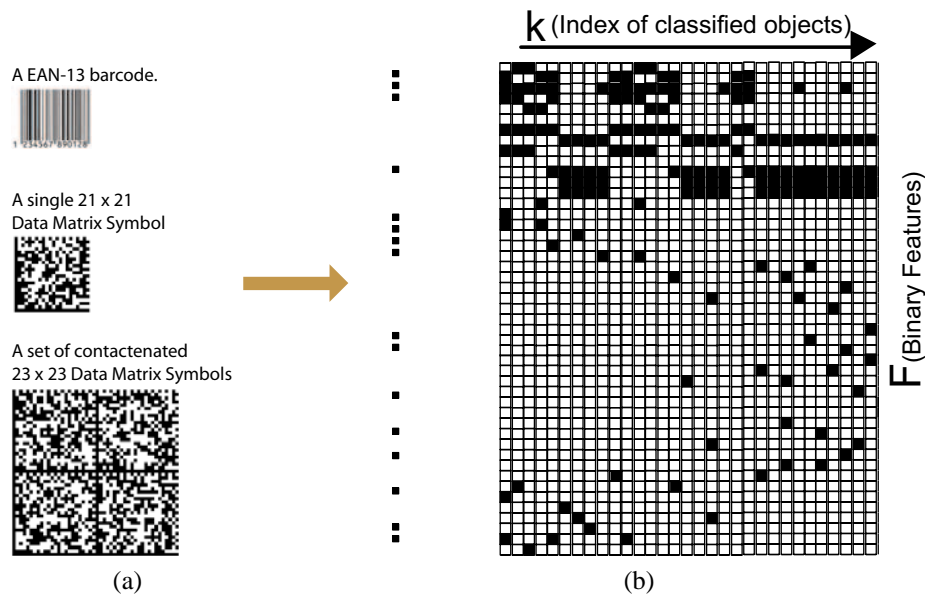 k (Index of classified objects)
A EAN-13 barcode.
1 234567 890128
A single 21 x 21
Data Matrix Symbol
A set of contactenated
23 x 23 Data Matrix Symbols
F (Binary Features)
(a)
(b)